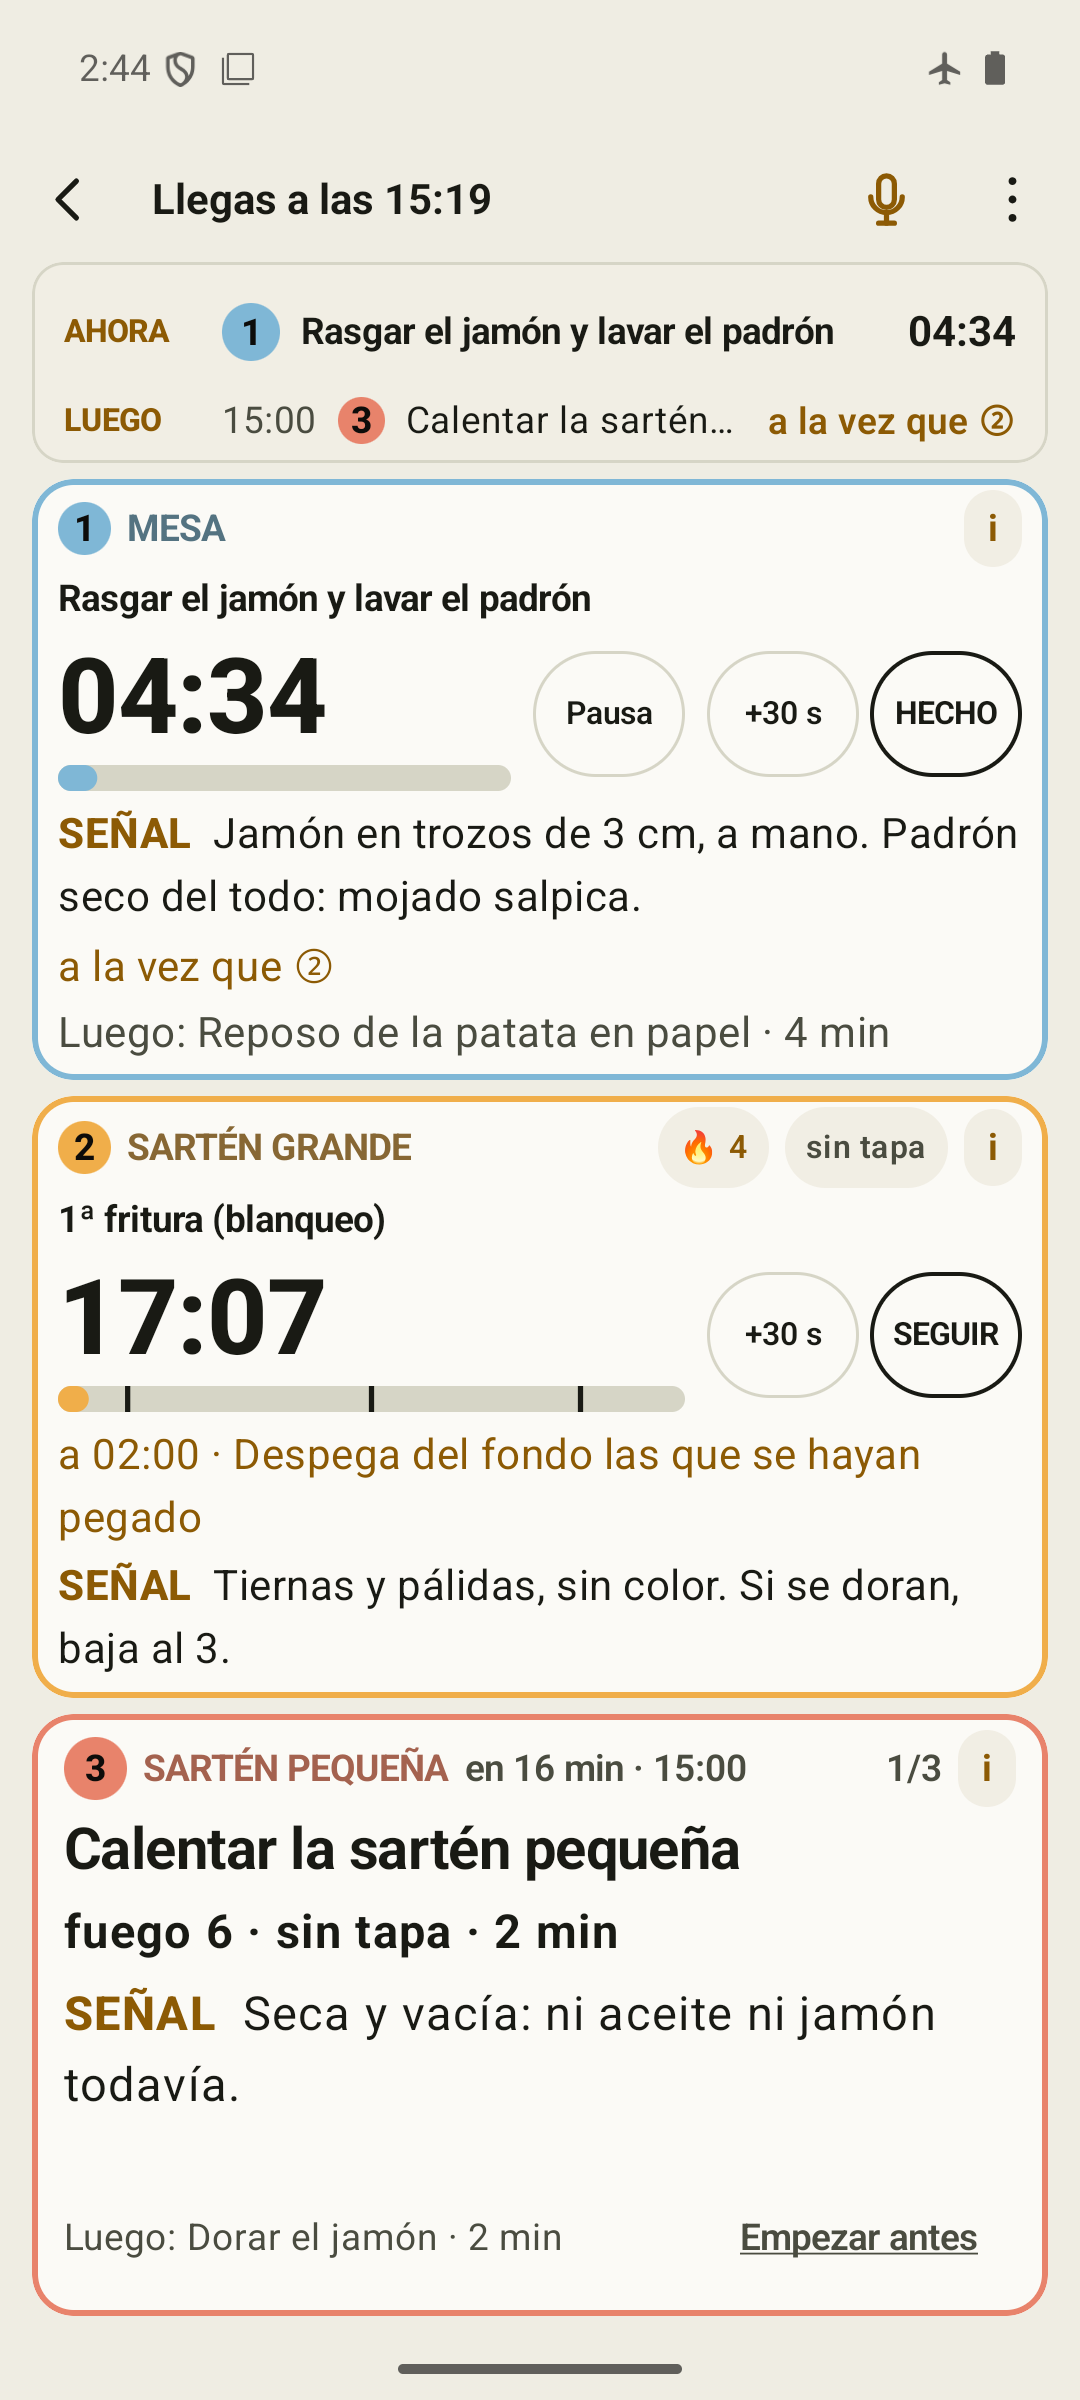 2:44
Llegas a las 15:19
AHORA 1 Rasgar el jamón y lavar el padrón 04:34
LUEGO 15:00 3 Calentar la sartén… a la vez que ②
1 MESA i
Rasgar el jamón y lavar el padrón
04:34 Pausa +30 s HECHO
SEÑAL Jamón en trozos de 3 cm, a mano. Padrón
seco del todo: mojado salpica.
a la vez que ②
Luego: Reposo de la patata en papel · 4 min
2 SARTÉN GRANDE 🔥 4 sin tapa i
1ª fritura (blanqueo)
17:07 +30 s SEGUIR
a 02:00 · Despega del fondo las que se hayan
pegado
SEÑAL Tiernas y pálidas, sin color. Si se doran,
baja al 3.
3 SARTÉN PEQUEÑA en 16 min · 15:00 1/3 i
Calentar la sartén pequeña
fuego 6 · sin tapa · 2 min
SEÑAL Seca y vacía: ni aceite ni jamón
todavía.
Luego: Dorar el jamón · 2 min Empezar antes